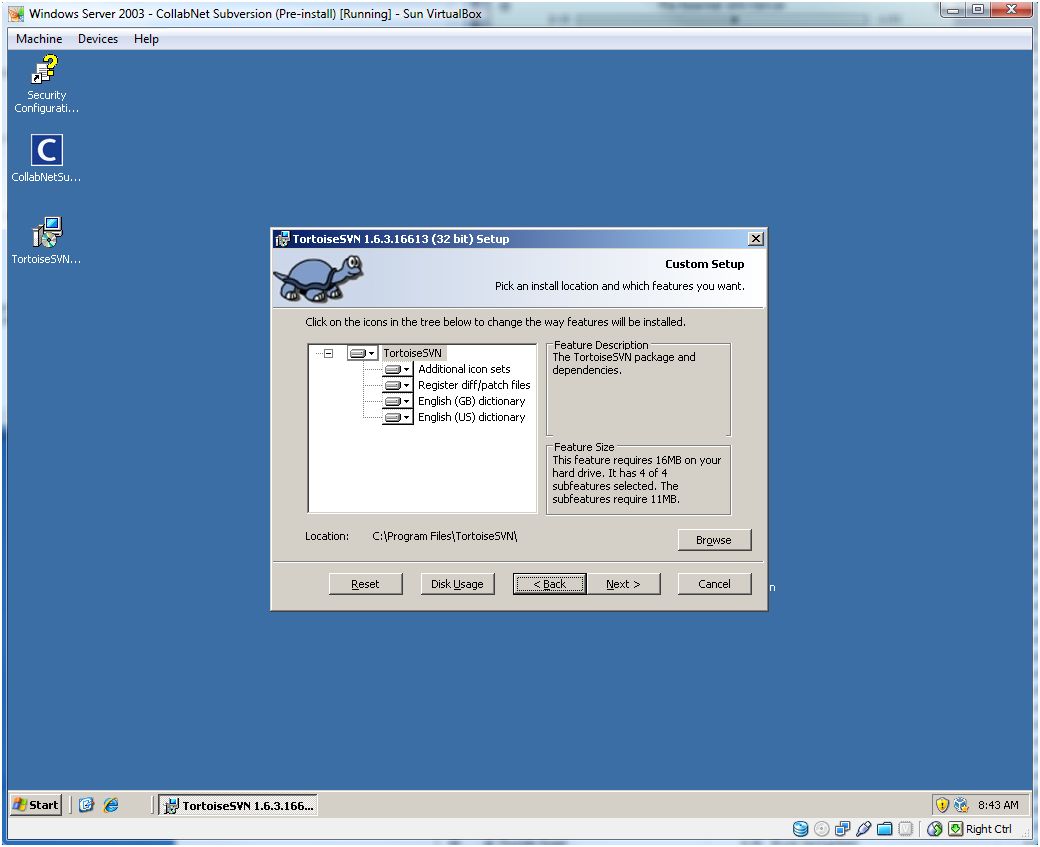 Windows Server 2003 - CollabNet Subversion (Pre-install) [Running] - Sun VirtualBox
Machine Devices Help
Security
Configurati...
CollabNetSu...
TortoiseSVN...
TortoiseSVN 1.6.3.16613 (32 bit) Setup
Custom Setup
Pick an install location and which features you want.
Click on the icons in the tree below to change the way features will be installed.
TortoiseSVN
Additional icon sets
Register diff/patch files
English (GB) dictionary
English (US) dictionary
Feature Description
The TortoiseSVN package and
dependencies.
Feature Size
This feature requires 16MB on your
hard drive. It has 4 of 4
subfeatures selected. The
subfeatures require 11MB.
Location: C:\Program Files\TortoiseSVN\
Browse
Reset Disk Usage < Back Next > Cancel
n
Start TortoiseSVN 1.6.3.166... 8:43 AM
Right Ctrl